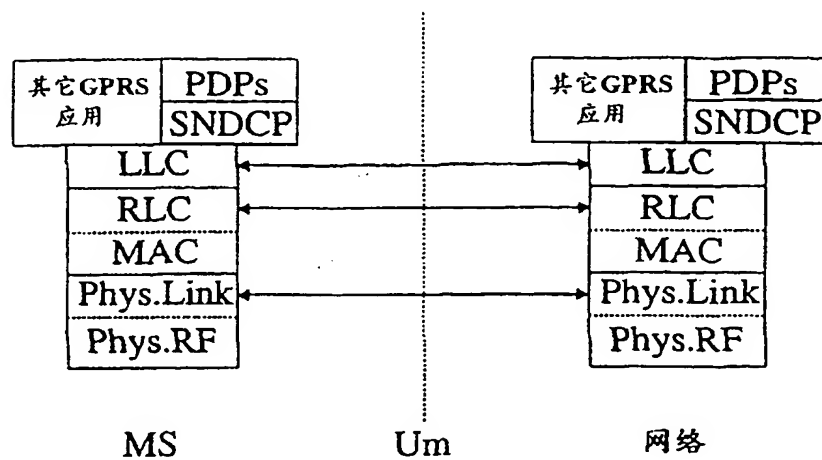 其它GPRS
应用
PDPs
SNDCP
LLC
RLC
MAC
Phys.Link
Phys.RF
MS
Um
其它GPRS
应用
PDPs
SNDCP
LLC
RLC
MAC
Phys.Link
Phys.RF
网络